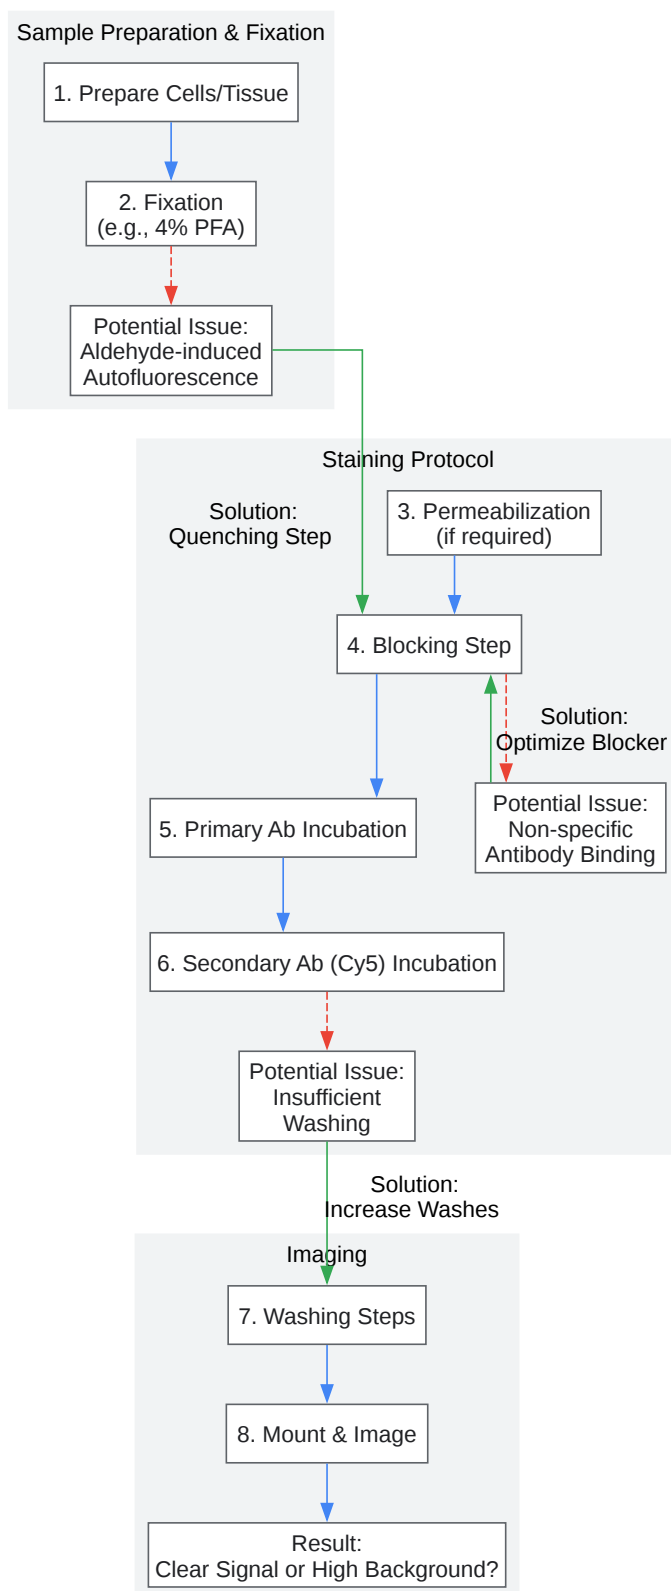 Sample Preparation & Fixation
1. Prepare Cells/Tissue
2. Fixation
(e.g., 4% PFA)
Potential Issue:
Aldehyde-induced
Autofluorescence
Staining Protocol
Solution:
Quenching Step
3. Permeabilization
(if required)
4. Blocking Step
Solution:
Optimize Blocker
Potential Issue:
Non-specific
Antibody Binding
5. Primary Ab Incubation
6. Secondary Ab (Cy5) Incubation
Potential Issue:
Insufficient
Washing
Solution:
Increase Washes
Imaging
7. Washing Steps
8. Mount & Image
Result:
Clear Signal or High Background?